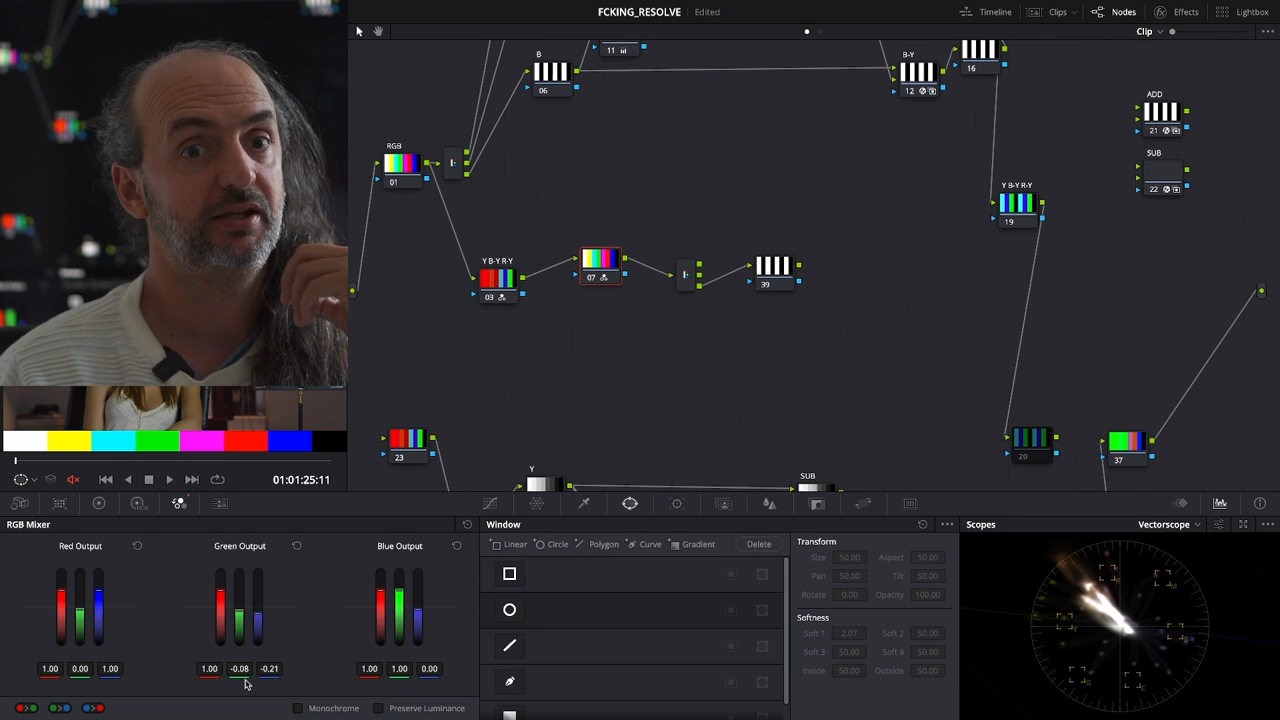 FCKING_RESOLVE Edited
Timeline Clips Nodes Effects Lightbox
Clip
11
B
06
B-Y
12
16
ADD
21
SUB
22
RGB
01
Y B-Y R-Y
19
Y B-Y R-Y
03
07
39
23
Y
SUB
20
37
01:01:25:11
RGB Mixer
Red Output Green Output Blue Output
1.00 0.00 1.00 1.00 -0.08 -0.21 1.00 1.00 0.00
Monochrome Preserve Luminance
Window
Linear Circle Polygon Curve Gradient Delete
Transform
Size 50.00 Aspect 50.00
Pan 50.00 Tilt 50.00
Rotate 0.00 Opacity 100.00
Softness
Soft 1 2.07 Soft 2 50.00
Soft 3 50.00 Soft 4 50.00
Inside 50.00 Outside 50.00
Scopes Vectorscope